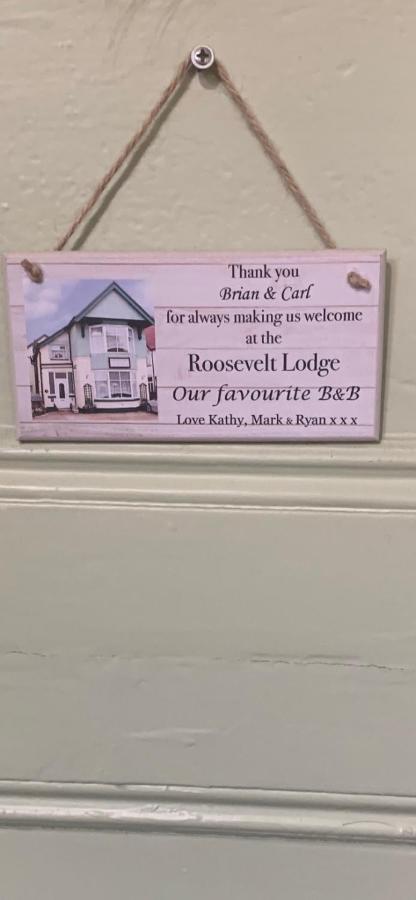 Thank you
Brian & Carl
for always making us welcome
at the
Roosevelt Lodge
Our favourite B&B
Love Kathy, Mark & Ryan x x x